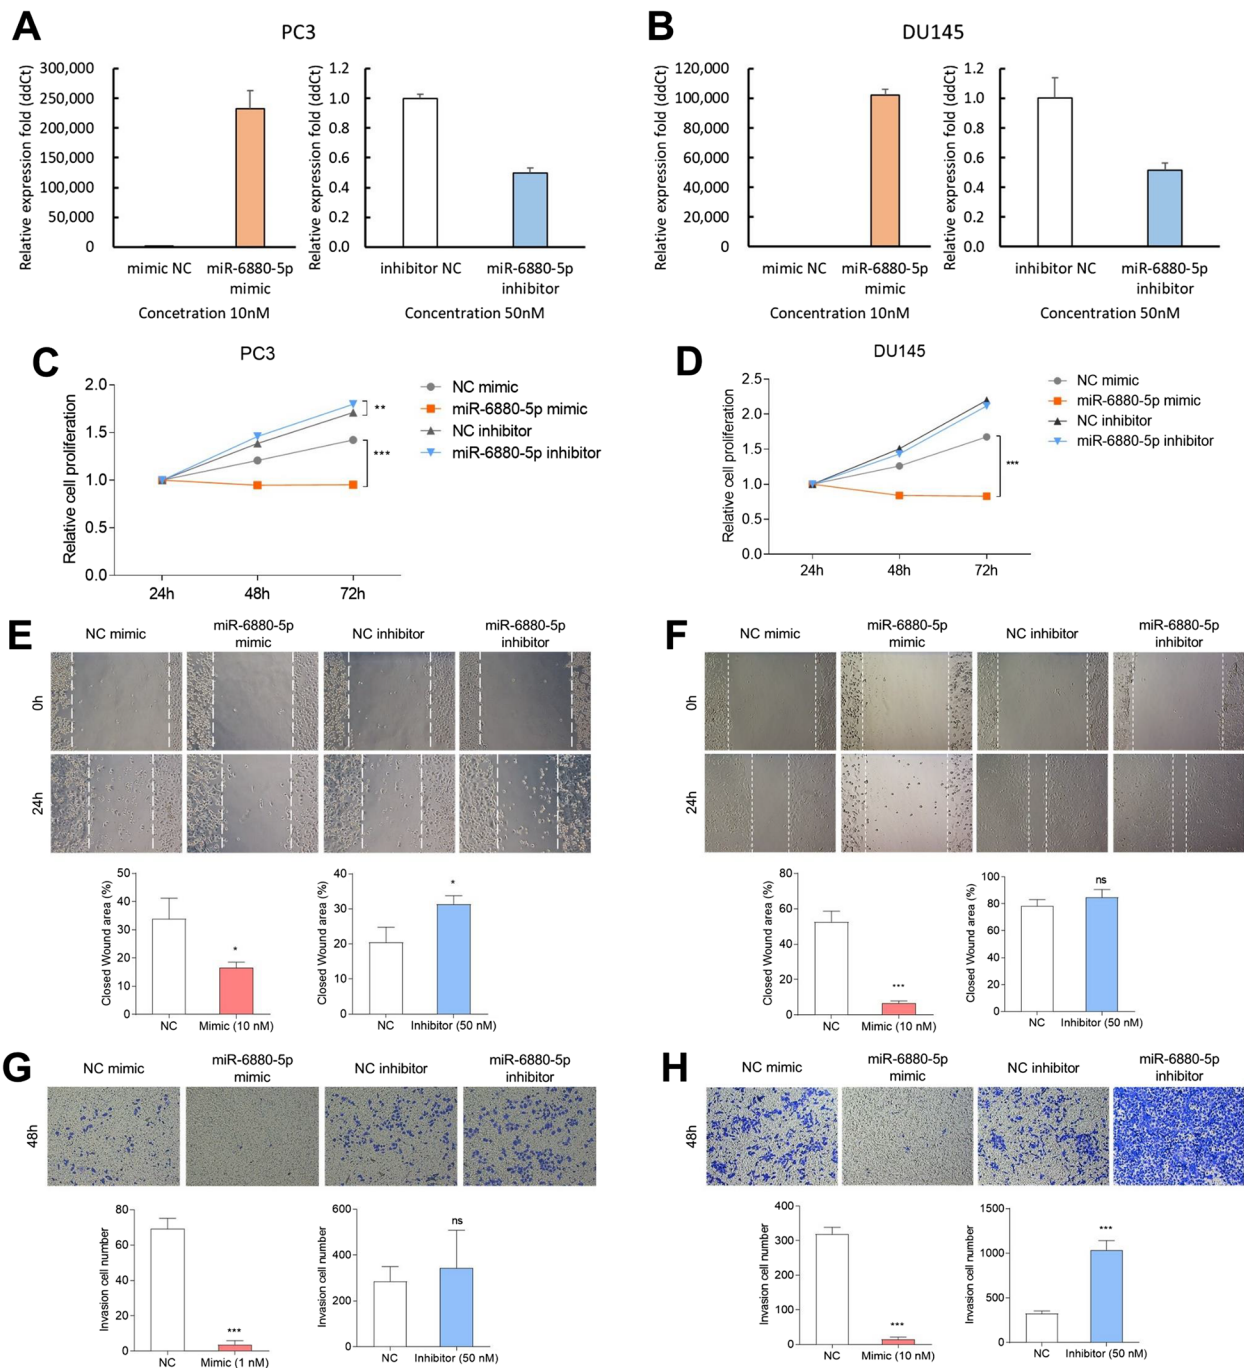 A
PC3
Relative expression fold (ddCt)
300,000
250,000
200,000
150,000
100,000
50,000
0
mimic NC
miR-6880-5p
mimic
Concetration 10nM
Relative expression fold (ddCt)
1.2
1.0
0.8
0.6
0.4
0.2
0.0
inhibitor NC
miR-6880-5p
inhibitor
Concentration 50nM
B
DU145
Relative expression fold (ddCt)
120,000
100,000
80,000
60,000
40,000
20,000
0
mimic NC
miR-6880-5p
mimic
Concentration 10nM
Relative expression fold (ddCt)
1.2
1.0
0.8
0.6
0.4
0.2
0.0
inhibitor NC
miR-6880-5p
inhibitor
Concentration 50nM
C
PC3
Relative cell proliferation
2.0
1.5
1.0
0.5
0.0
24h
48h
72h
**
***
NC mimic
miR-6880-5p mimic
NC inhibitor
miR-6880-5p inhibitor
D
DU145
Relative cell proliferation
2.5
2.0
1.5
1.0
0.5
0.0
24h
48h
72h
***
NC mimic
miR-6880-5p mimic
NC inhibitor
miR-6880-5p inhibitor
E
NC mimic
miR-6880-5p
mimic
NC inhibitor
miR-6880-5p
inhibitor
0h
24h
Closed Wound area (%)
50
40
30
20
10
0
*
NC
Mimic (10 nM)
Closed Wound area (%)
40
30
20
10
0
*
NC
Inhibitor (50 nM)
F
NC mimic
miR-6880-5p
mimic
NC inhibitor
miR-6880-5p
inhibitor
0h
24h
Closed Wound area (%)
80
60
40
20
0
***
NC
Mimic (10 nM)
Closed Wound area (%)
100
80
60
40
20
0
ns
NC
Inhibitor (50 nM)
G
NC mimic
miR-6880-5p
mimic
NC inhibitor
miR-6880-5p
inhibitor
48h
Invasion cell number
80
60
40
20
0
***
NC
Mimic (1 nM)
Invasion cell number
600
400
200
0
ns
NC
Inhibitor (50 nM)
H
NC mimic
miR-6880-5p
mimic
NC inhibitor
miR-6880-5p
inhibitor
48h
Invasion cell number
400
300
200
100
0
***
NC
Mimic (10 nM)
Invasion cell number
1500
1000
500
0
***
NC
Inhibitor (50 nM)